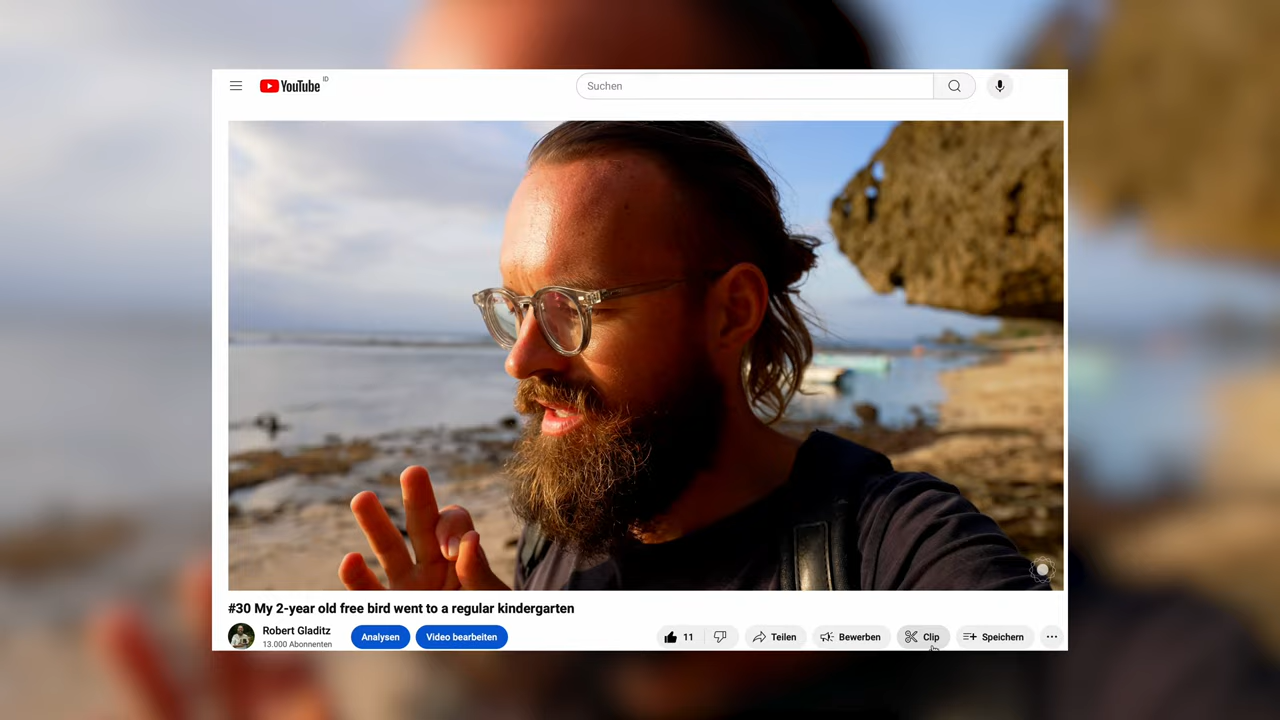 YouTube ID
Suchen
#30 My 2-year old free bird went to a regular kindergarten
Robert Gladitz
13.000 Abonnenten
Analysen
Video bearbeiten
11
Teilen
Bewerben
Clip
Speichern